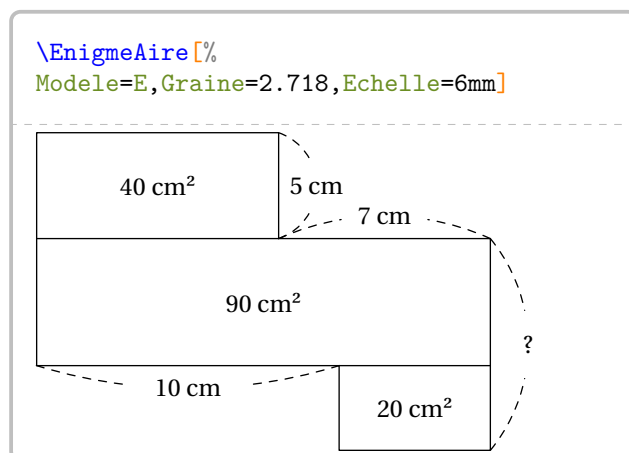 \EnigmeAire[%
Modele=E,Graine=2.718,Echelle=6mm]
40 cm²
5 cm
7 cm
90 cm²
?
10 cm
20 cm²